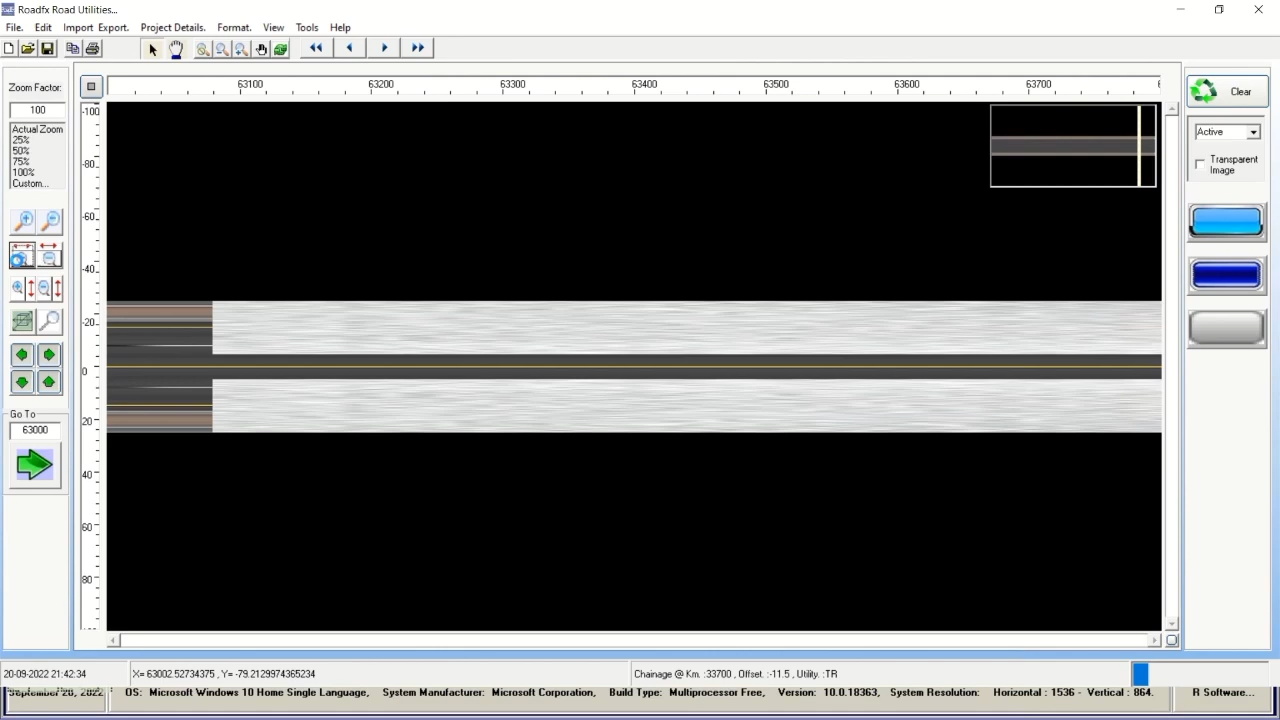 Roadfx Road Utilities...
File. Edit Import Export. Project Details. Format. View Tools Help
Zoom Factor:
100
Actual Zoom
25%
50%
75%
100%
Custom...
Go To
63000
63100 63200 63300 63400 63500 63600 63700
-100
-80
-60
-40
-20
0
20
40
60
80
Clear
Active
Transparent
Image
20-09-2022 21:42:34 X= 63002.52734375 , Y= -79.2129974365234 Chainage @ Km. :33700 , Offset. :-11.5 , Utility. :TR
September 20, 2022 OS: Microsoft Windows 10 Home Single Language, System Manufacturer: Microsoft Corporation, Build Type: Multiprocessor Free, Version: 10.0.18363, System Resolution: Horizontal : 1536 - Vertical : 864. R Software...